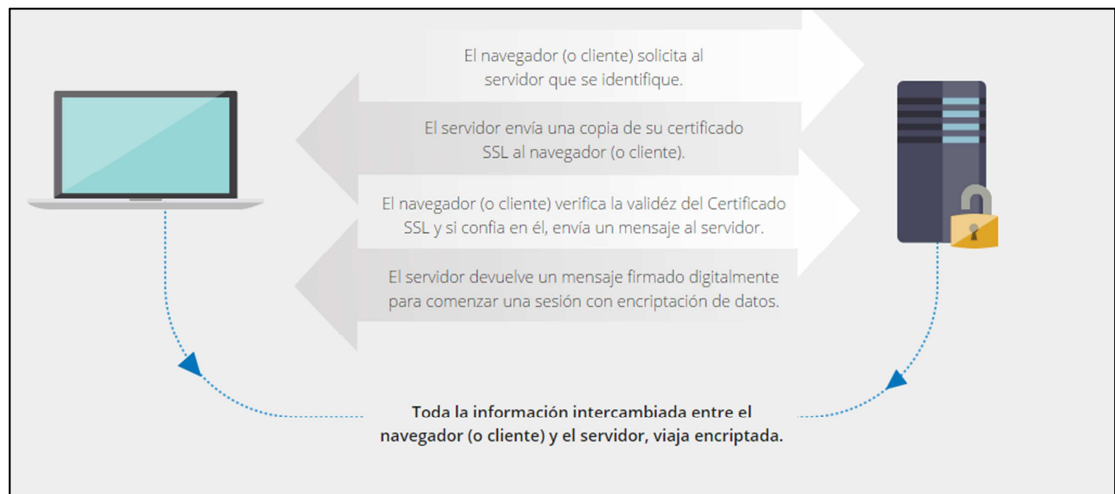 El navegador (o cliente) solicita al
servidor que se identifique.
El servidor envía una copia de su certificado
SSL al navegador (o cliente).
El navegador (o cliente) verifica la validéz del Certificado
SSL y si confia en él, envía un mensaje al servidor.
El servidor devuelve un mensaje firmado digitalmente
para comenzar una sesión con encriptación de datos.
Toda la información intercambiada entre el
navegador (o cliente) y el servidor, viaja encriptada.